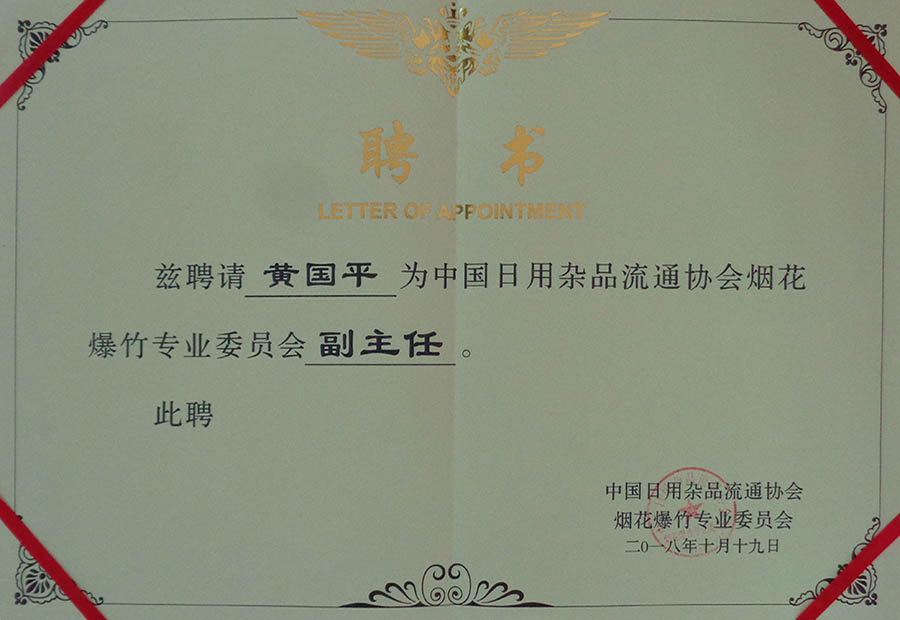 聘书
LETTER OF APPOINTMENT
兹聘请 黄国平 为中国日用杂品流通协会烟花
爆竹专业委员会 副主任 。
此聘
中国日用杂品流通协会
烟花爆竹专业委员会
二〇一八年十月十九日